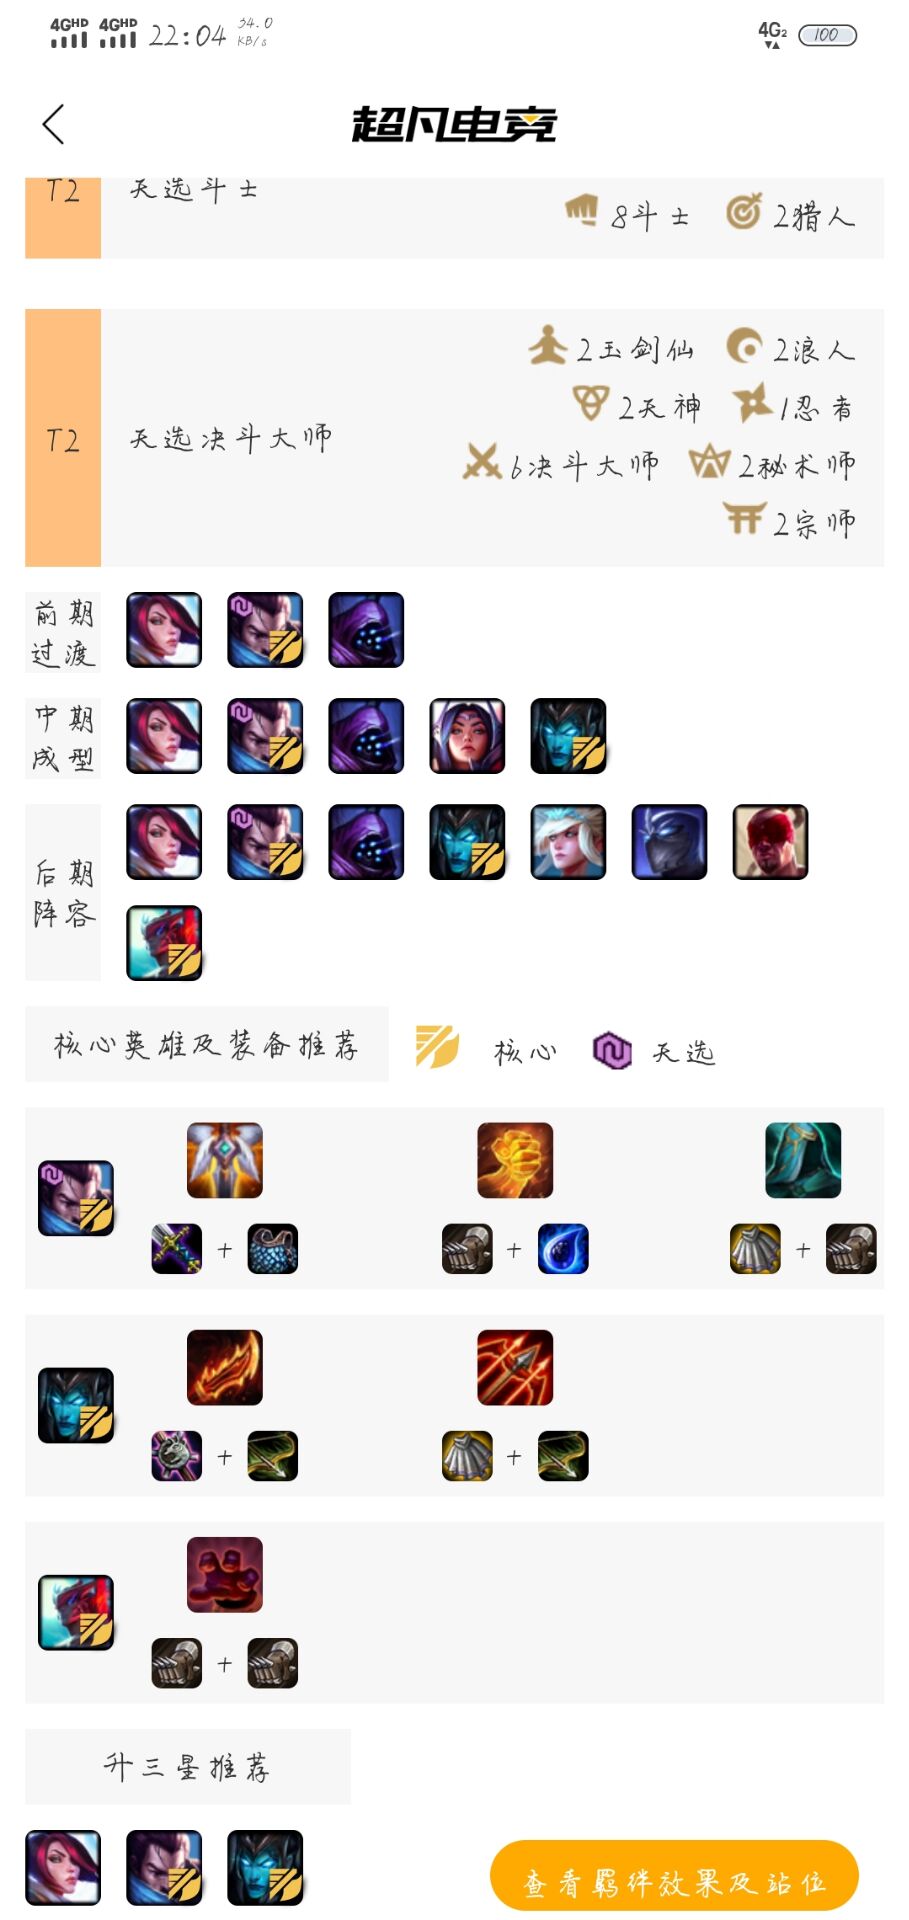 4GHD 4GHD 22:04 34.0 KB/s 4G2 100
超凡电竞
T2 天选斗士
8斗士 2猎人
2玉剑仙 2浪人
2天神 1忍者
T2 天选决斗大师
6决斗大师 2秘术师
2宗师
前期
过渡
中期
成型
后期
阵容
核心英雄及装备推荐 核心 天选
+ + +
+ +
+
升三星推荐
查看羁绊效果及站位